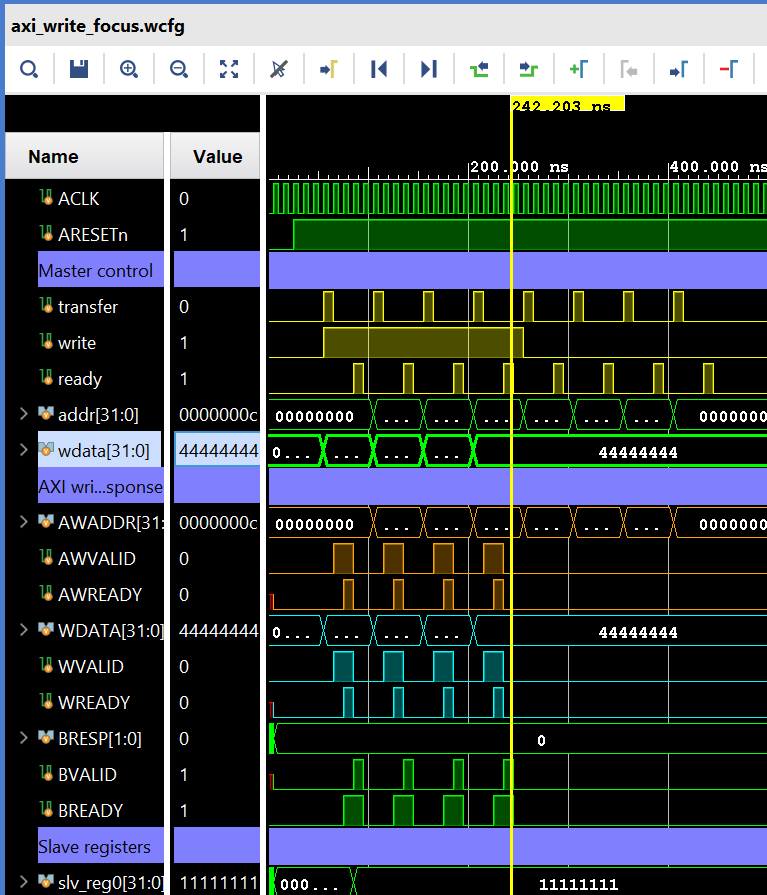 axi_write_focus.wcfg
242.203 ns
Name Value 200.000 ns 400.000 ns
ACLK 0
ARESETn 1
Master control
transfer 0
write 1
ready 1
addr[31:0] 0000000c 00000000 ... ... ... ... ... ... 0000000
wdata[31:0] 44444444 0... ... ... ... 44444444
AXI wri...sponse
AWADDR[31: 0000000c 00000000 ... ... ... ... ... ... 0000000
AWVALID 0
AWREADY 0
WDATA[31:0] 44444444 0... ... ... ... 44444444
WVALID 0
WREADY 0
BRESP[1:0] 0 0
BVALID 1
BREADY 1
Slave registers
slv_reg0[31:0] 11111111 000... 11111111